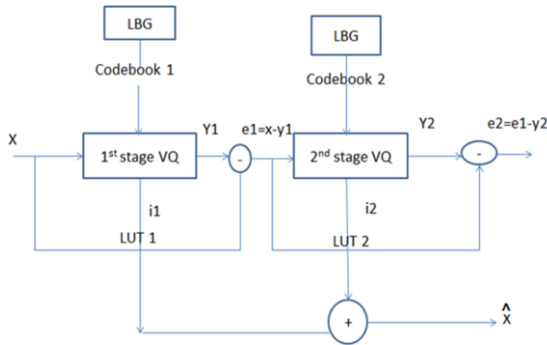 LBG
LBG
Codebook 1
Codebook 2
X
Y1
e1=x-y1
Y2
e2=e1-y2
1st stage VQ
-
2nd stage VQ
-
i1
i2
LUT 1
LUT 2
+
^
X